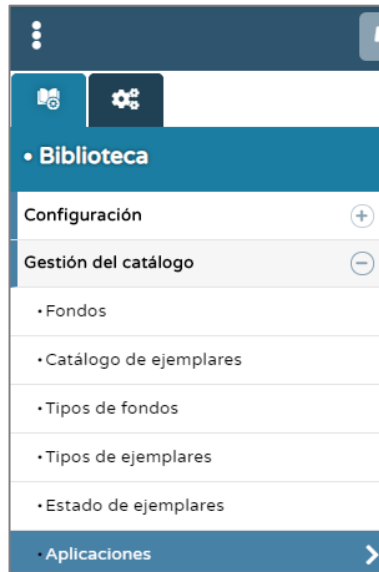 • Biblioteca
Configuración
Gestión del catálogo
• Fondos
• Catálogo de ejemplares
• Tipos de fondos
• Tipos de ejemplares
• Estado de ejemplares
• Aplicaciones